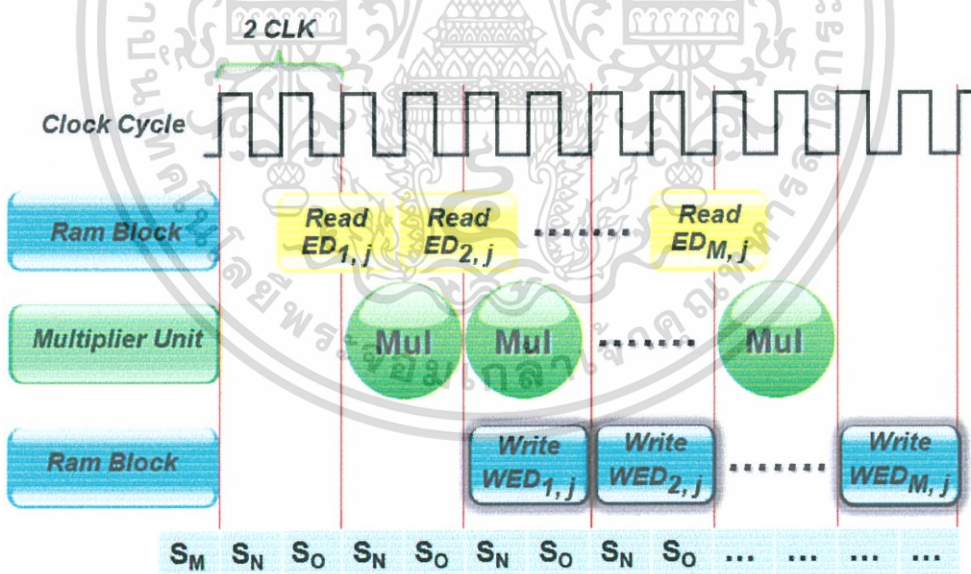 2 CLK
Clock Cycle
Ram Block
Read
ED1, j
Read
ED2, j
........
Read
EDM, j
Multiplier Unit
Mul
Mul
........
Mul
Ram Block
Write
WED1, j
Write
WED2, j
........
Write
WEDM, j
SM SN SO SN SO SN SO SN SO ... ... ... ...